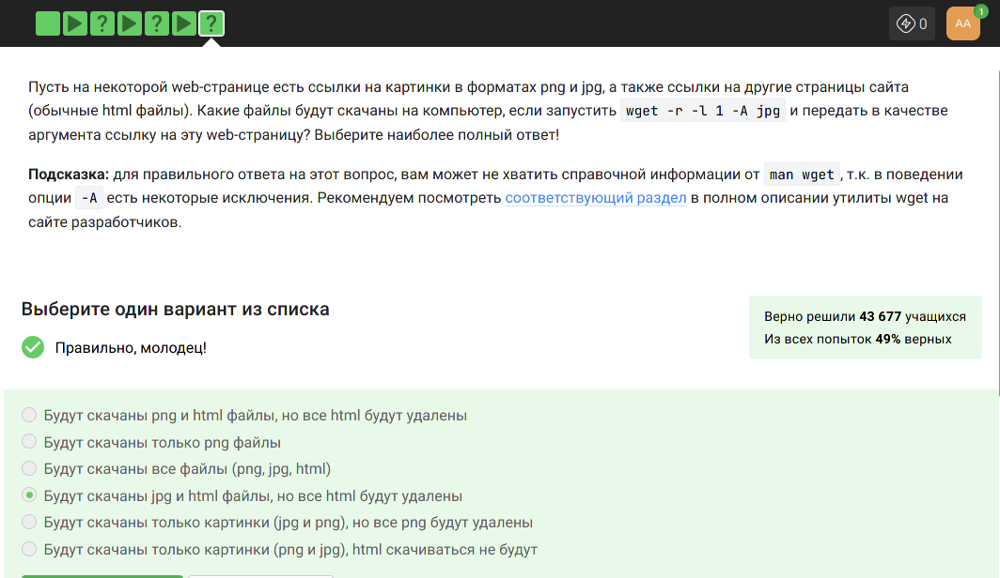 ? ? ?
0
AA
1
Пусть на некоторой web-странице есть ссылки на картинки в форматах png и jpg, а также ссылки на другие страницы сайта
(обычные html файлы). Какие файлы будут скачаны на компьютер, если запустить wget -r -l 1 -A jpg и передать в качестве
аргумента ссылку на эту web-страницу? Выберите наиболее полный ответ!
Подсказка: для правильного ответа на этот вопрос, вам может не хватить справочной информации от man wget, т.к. в поведении
опции -A есть некоторые исключения. Рекомендуем посмотреть соответствующий раздел в полном описании утилиты wget на
сайте разработчиков.
Выберите один вариант из списка
Правильно, молодец!
Верно решили 43 677 учащихся
Из всех попыток 49% верных
Будут скачаны png и html файлы, но все html будут удалены
Будут скачаны только png файлы
Будут скачаны все файлы (png, jpg, html)
Будут скачаны jpg и html файлы, но все html будут удалены
Будут скачаны только картинки (jpg и png), но все png будут удалены
Будут скачаны только картинки (png и jpg), html скачиваться не будут